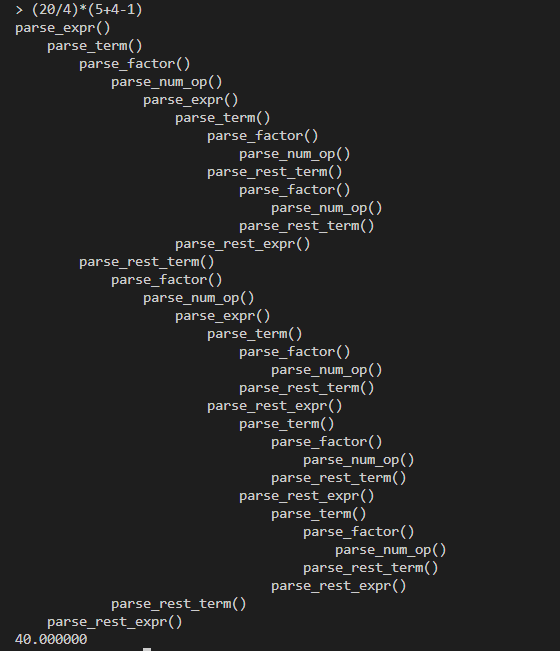 > (20/4)*(5+4-1)
parse_expr()
parse_term()
parse_factor()
parse_num_op()
parse_expr()
parse_term()
parse_factor()
parse_num_op()
parse_rest_term()
parse_factor()
parse_num_op()
parse_rest_term()
parse_rest_expr()
parse_rest_term()
parse_factor()
parse_num_op()
parse_expr()
parse_term()
parse_factor()
parse_num_op()
parse_rest_term()
parse_rest_expr()
parse_term()
parse_factor()
parse_num_op()
parse_rest_term()
parse_rest_expr()
parse_term()
parse_factor()
parse_num_op()
parse_rest_term()
parse_rest_expr()
parse_rest_term()
parse_rest_expr()
40.000000